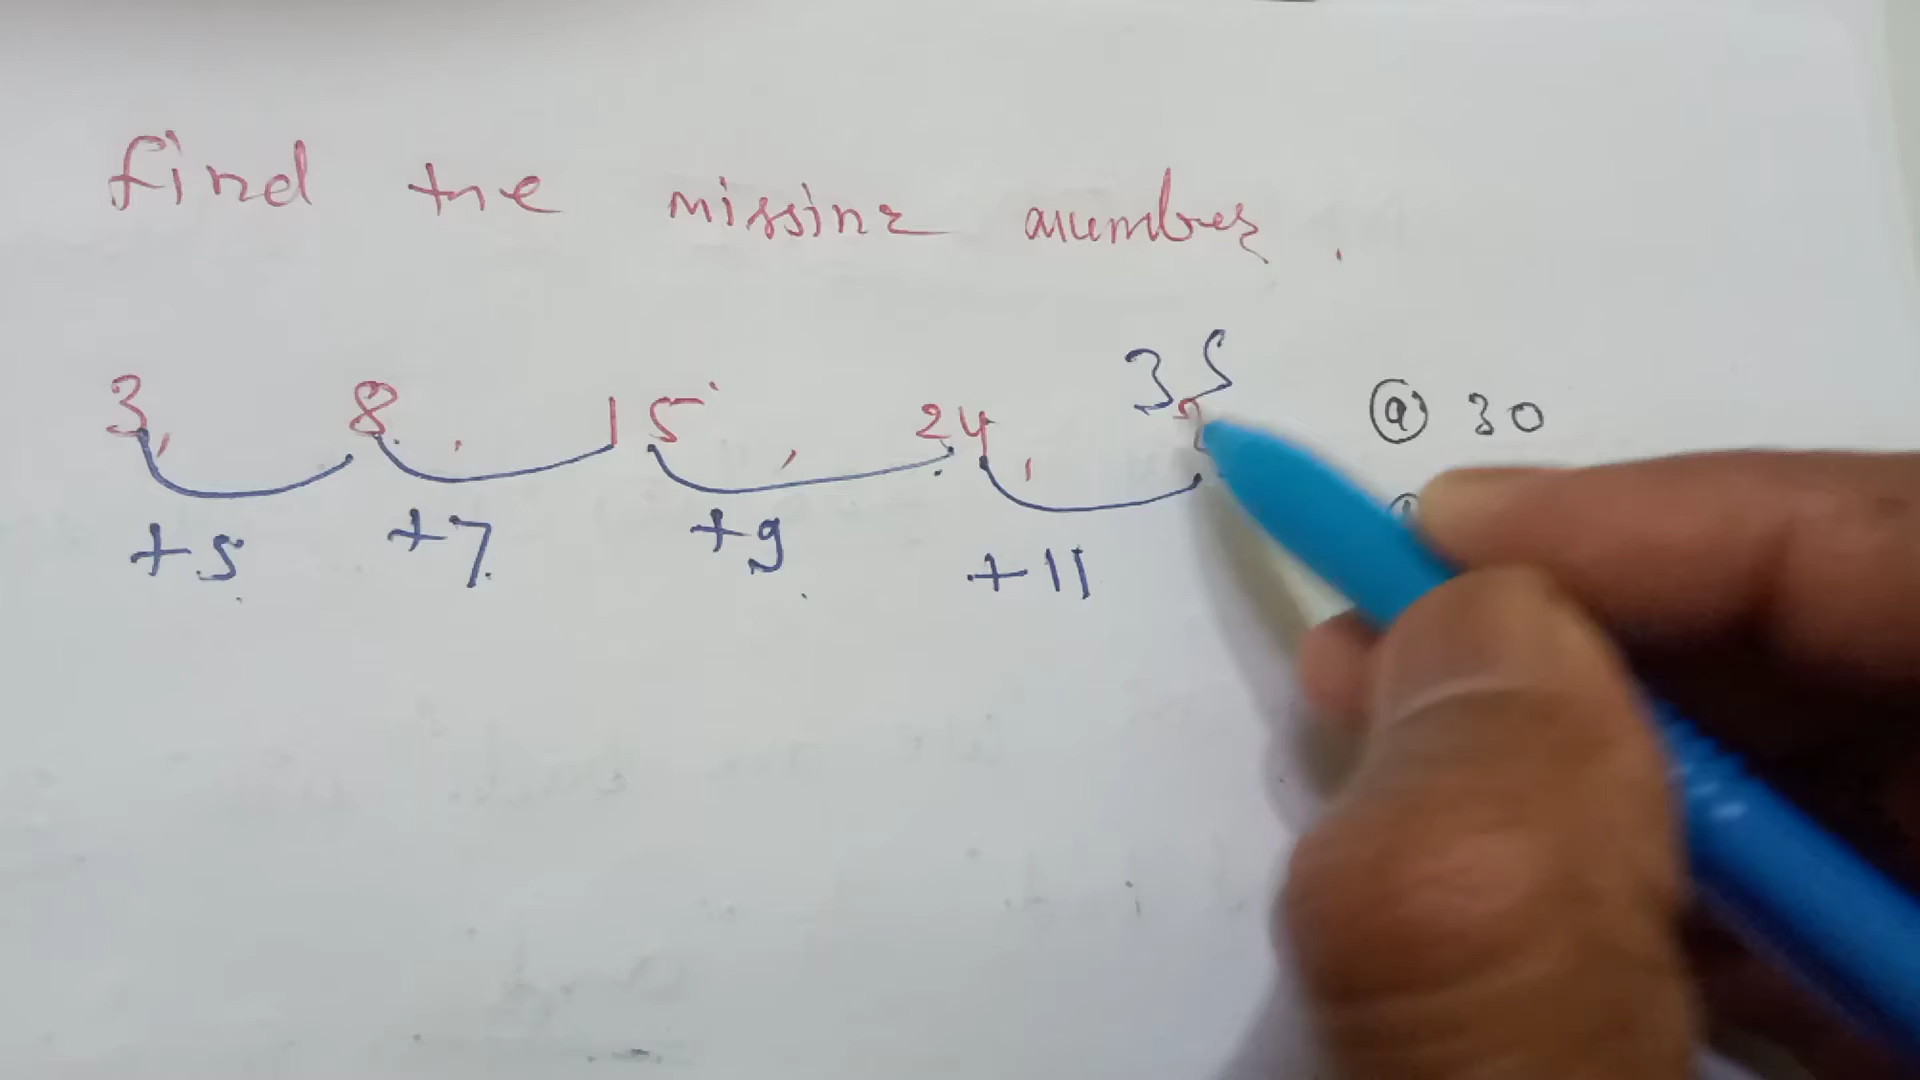 find the missing number.
35
3, 8, 15, 24, ?
ⓐ 30
+5 +7 +9 +11